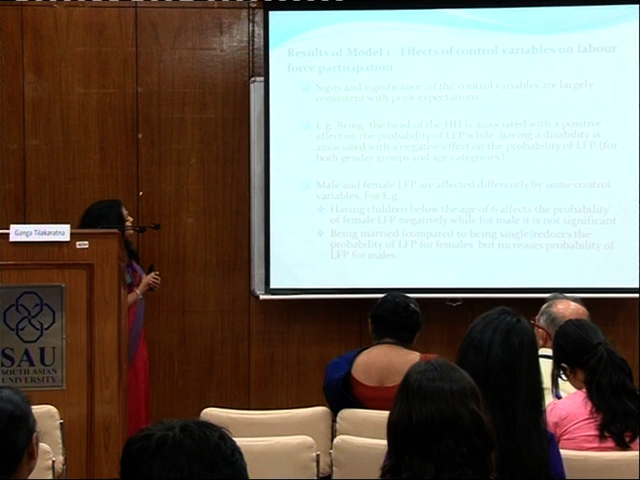 Results of Model 1: Effects of control variables on labour
force participation
Signs and significance of the control variables are largely
consistent with prior expectations
E.g. Being the head of the HH is associated with a positive
effect on the probability of LFP while having a disability is
associated with a negative effect on the probability of LFP (for
both gender groups and age categories)
Male and female LFP are affected differently by some control
variables. For E.g
Having children below the age of 6 affects the probability
of female LFP negatively while for male it is not significant
Being married (compared to being single)reduces the
probability of LFP for females but increases probability of
LFP for males.
Ganga Tilakaratna
SAU
SOUTH ASIAN
UNIVERSITY